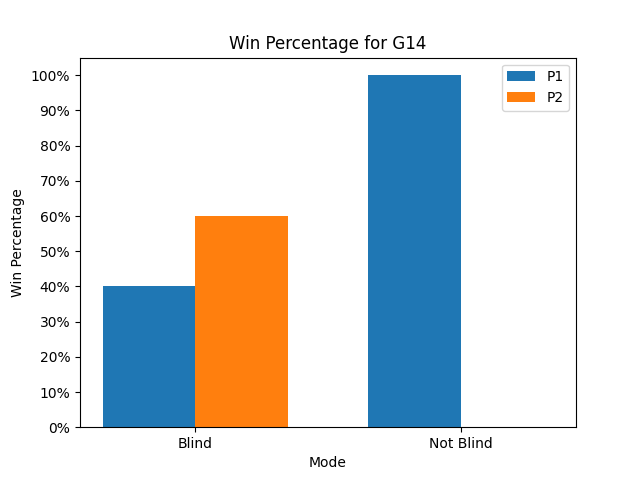 Win Percentage for G14
P1
P2
100%
90%
80%
70%
60%
50%
40%
30%
20%
10%
0%
Win Percentage
Blind
Not Blind
Mode